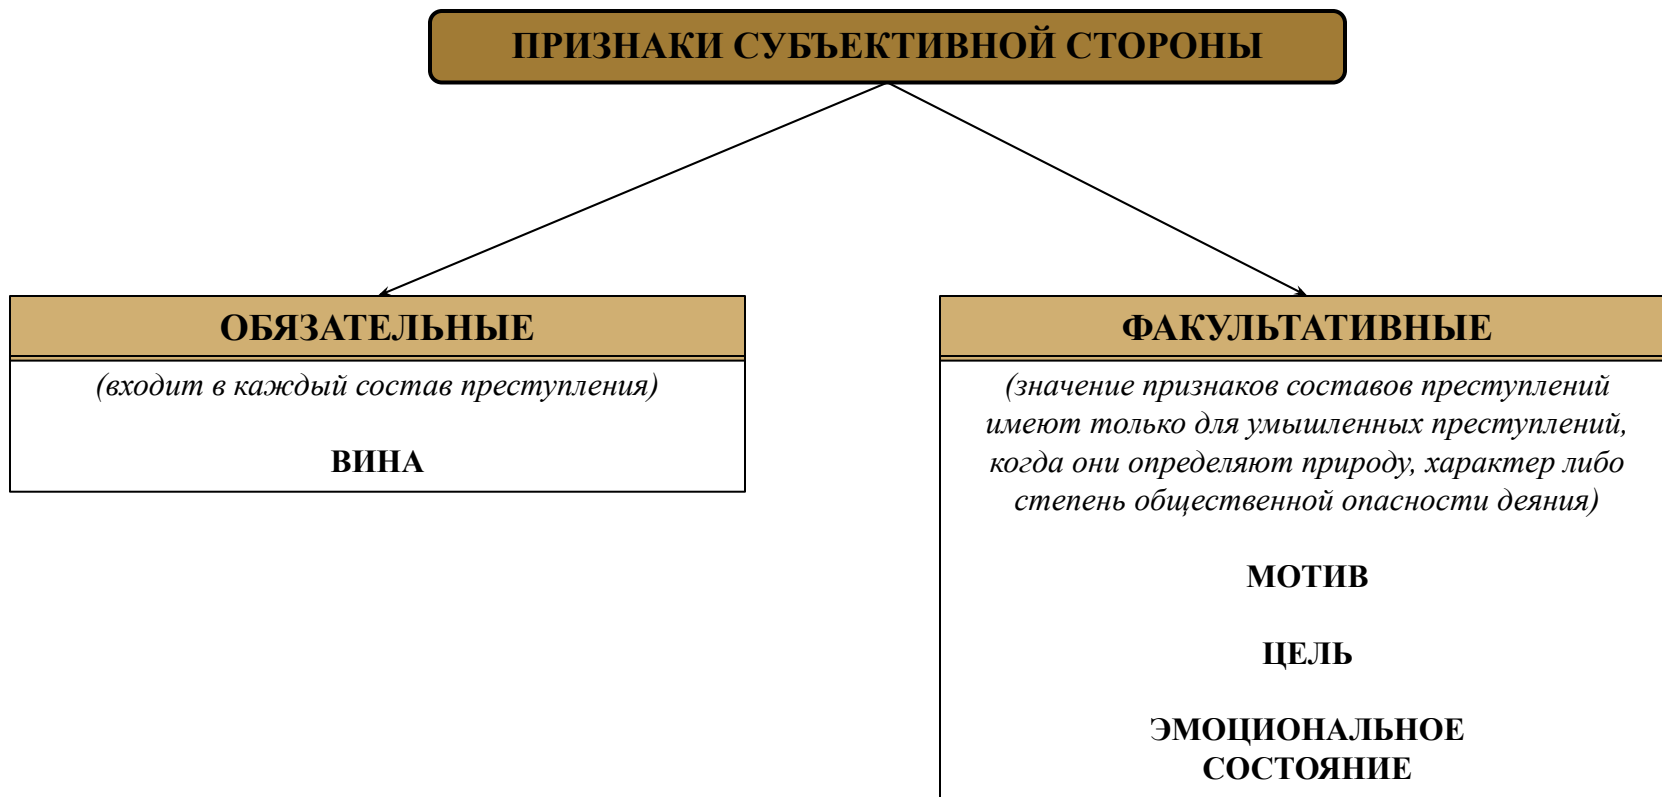 ПРИЗНАКИ СУБЪЕКТИВНОЙ СТОРОНЫ
ОБЯЗАТЕЛЬНЫЕ
(входит в каждый состав преступления)
ВИНА
ФАКУЛЬТАТИВНЫЕ
(значение признаков составов преступлений
имеют только для умышленных преступлений,
когда они определяют природу, характер либо
степень общественной опасности деяния)
МОТИВ
ЦЕЛЬ
ЭМОЦИОНАЛЬНОЕ
СОСТОЯНИЕ